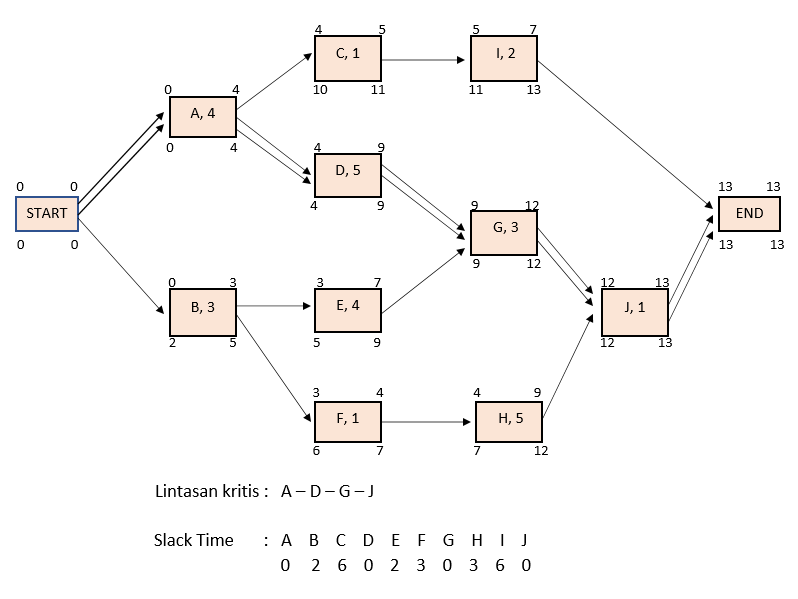 4 5
C, 1
10 11
5 7
I, 2
11 13
0 4
A, 4
0 4
4 9
D, 5
4 9
0 0
START
0 0
9 12
G, 3
9 12
13 13
END
13 13
0 3
B, 3
2 5
3 7
E, 4
5 9
12 13
J, 1
12 13
3 4
F, 1
6 7
4 9
H, 5
7 12
Lintasan kritis : A – D – G – J
Slack Time : A B C D E F G H I J
0 2 6 0 2 3 0 3 6 0